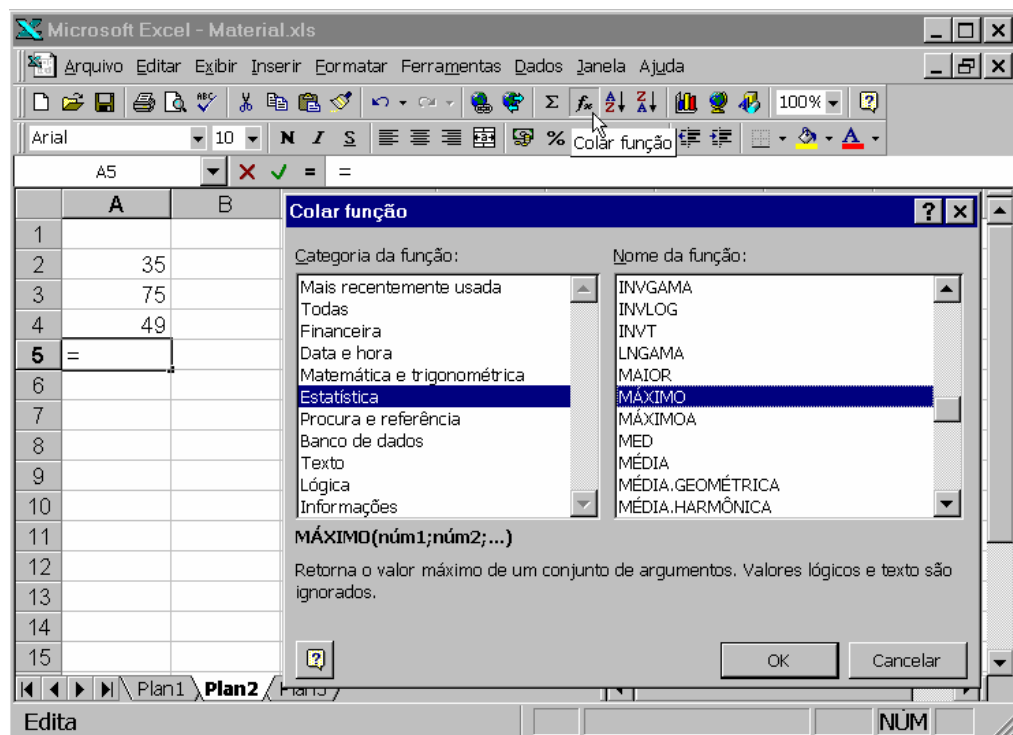 Microsoft Excel - Material.xls
Arquivo Editar Exibir Inserir Formatar Ferramentas Dados Janela Ajuda
ABC Σ fx A Z Z A 100% ?
Arial 10 N I S % A
Colar função
A5 = =
A B
Colar função ? ×
1
2 35
3 75
4 49
5 =
6
7
8
9
10
11
12
13
14
15
Categoria da função:
Mais recentemente usada
Todas
Financeira
Data e hora
Matemática e trigonométrica
Estatística
Procura e referência
Banco de dados
Texto
Lógica
Informações
Nome da função:
INVGAMA
INVLOG
INVT
LNGAMA
MAIOR
MÁXIMO
MÁXIMOA
MED
MÉDIA
MÉDIA.GEOMÉTRICA
MÉDIA.HARMÔNICA
MÁXIMO(núm1;núm2;...)
Retorna o valor máximo de um conjunto de argumentos. Valores lógicos e texto são
ignorados.
? OK Cancelar
Plan1 Plan2 Plan3
Edita NÚM